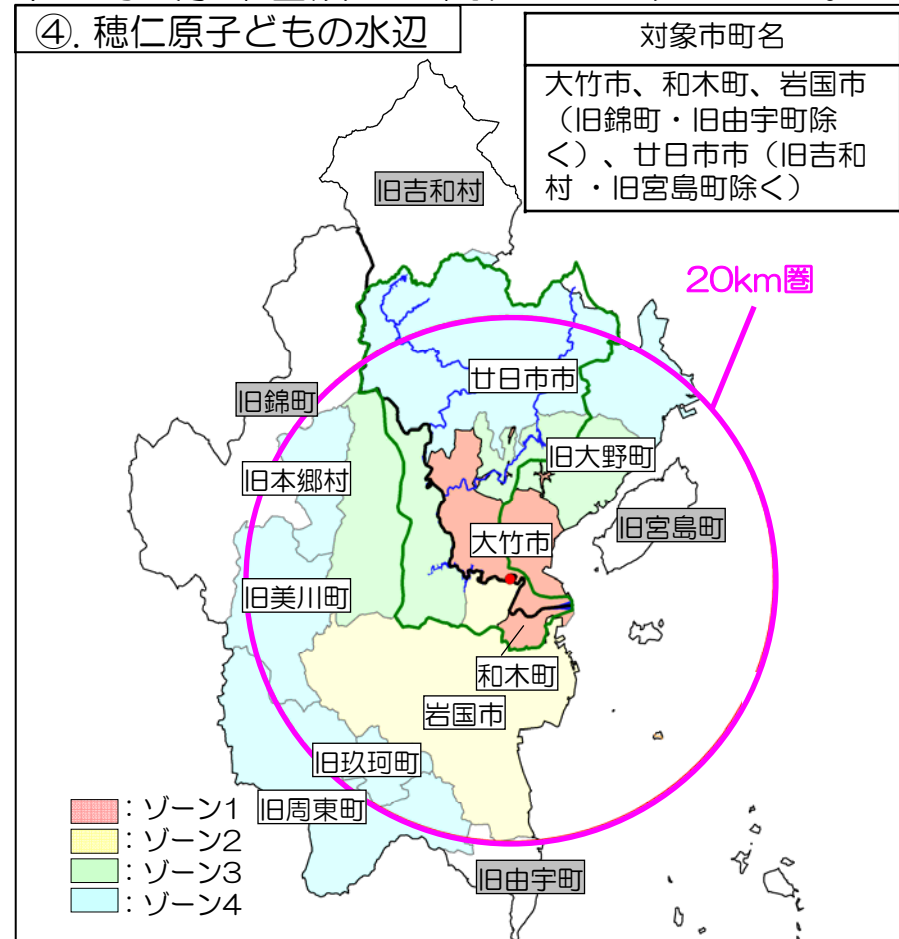 ④. 穂仁原子どもの水辺
対象市町名
大竹市、和木町、岩国市
（旧錦町・旧由宇町除
く）、廿日市市（旧吉和
村 ・旧宮島町除く）
旧吉和村
20km圏
廿日市市
旧錦町
旧大野町
旧本郷村
旧宮島町
大竹市
旧美川町
和木町
岩国市
旧玖珂町
旧周東町
：ゾーン1
：ゾーン2
：ゾーン3
：ゾーン4
旧由宇町